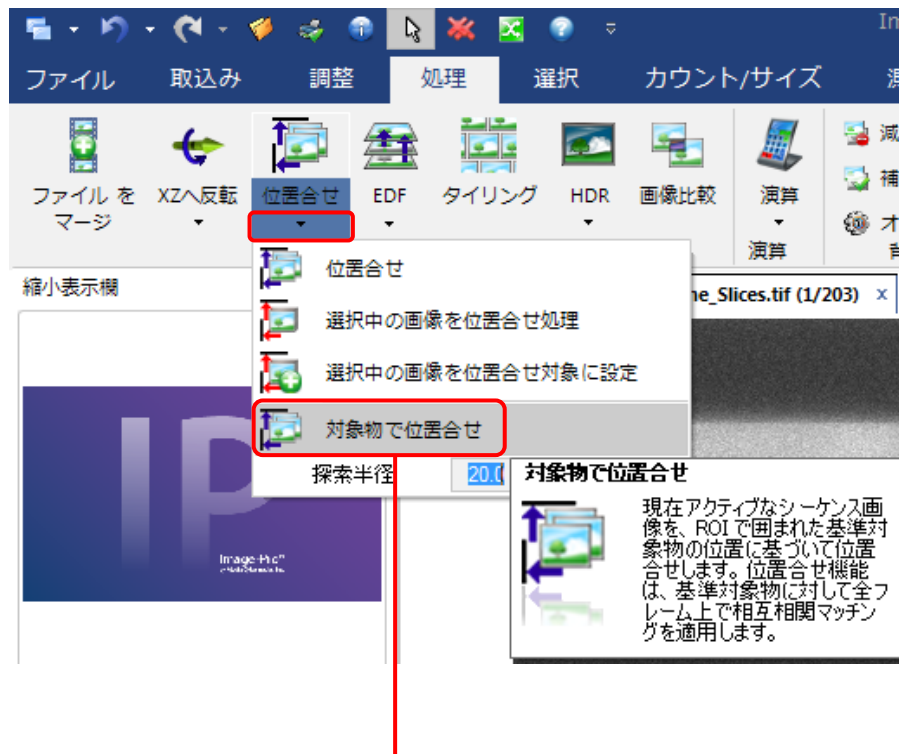 Im
ファイル 取込み 調整 処理 選択 カウント/サイズ
ファイル を
マージ
XZへ反転
位置合せ
EDF
タイリング
HDR
画像比較
演算
演算
減
補
オ
縮小表示欄
位置合せ
選択中の画像を位置合せ処理
選択中の画像を位置合せ対象に設定
対象物で位置合せ
探索半径 20.0
ne_Slices.tif (1/203) x
対象物で位置合せ
現在アクティブなシーケンス画
像を、ROIで囲まれた基準対
象物の位置に基づいて位置
合せします。位置合せ機能
は、基準対象物に対して全フ
レーム上で相互相関マッチン
グを適用します。
IP
Image-Pro